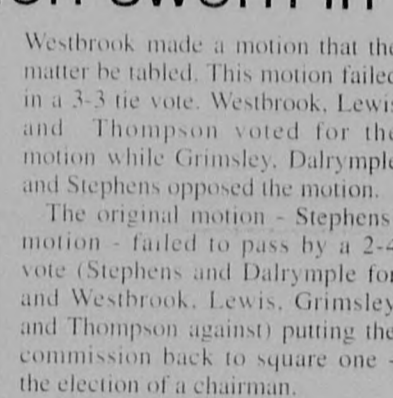 sworn in
Westbrook made a motion that the
matter be tabled. This motion failed
in a 3-3 tie vote. Westbrook, Lewis
and Thompson voted for the
motion while Grimsley, Dalrymple
and Stephens opposed the motion.
The original motion - Stephens
motion - failed to pass by a 2-4
vote (Stephens and Dalrymple for
and Westbrook, Lewis, Grimsley
and Thompson against) putting the
commission back to square one -
the election of a chairman.